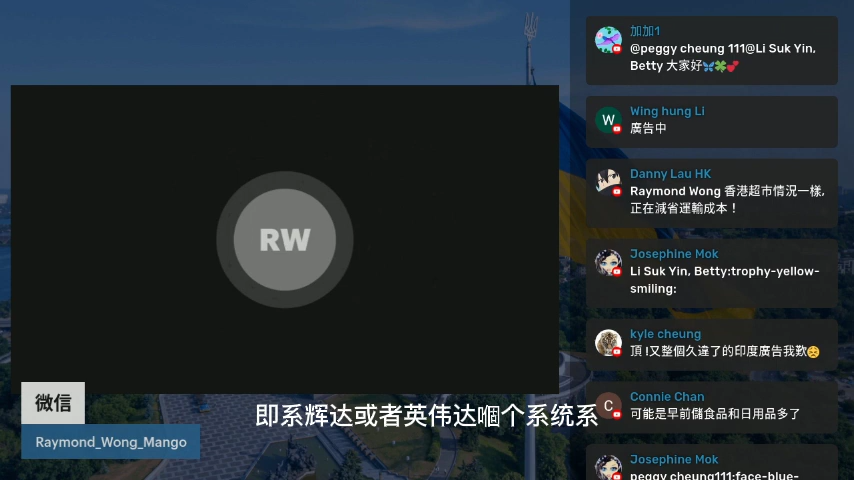 加加1
@peggy cheung 111@Li Suk Yin,
Betty 大家好🦋🍀💕
W
Wing hung Li
廣告中
Danny Lau HK
Raymond Wong 香港超市情況一樣,
正在減省運輸成本！
Josephine Mok
Li Suk Yin, Betty:trophy-yellow-
smiling:
kyle cheung
頂 !又整個久違了的印度廣告我歎😖
C
Connie Chan
可能是早前儲食品和日用品多了
Josephine Mok
peggy cheung111:face-blue-
RW
微信
Raymond_Wong_Mango
即系辉达或者英伟达嗰个系统系